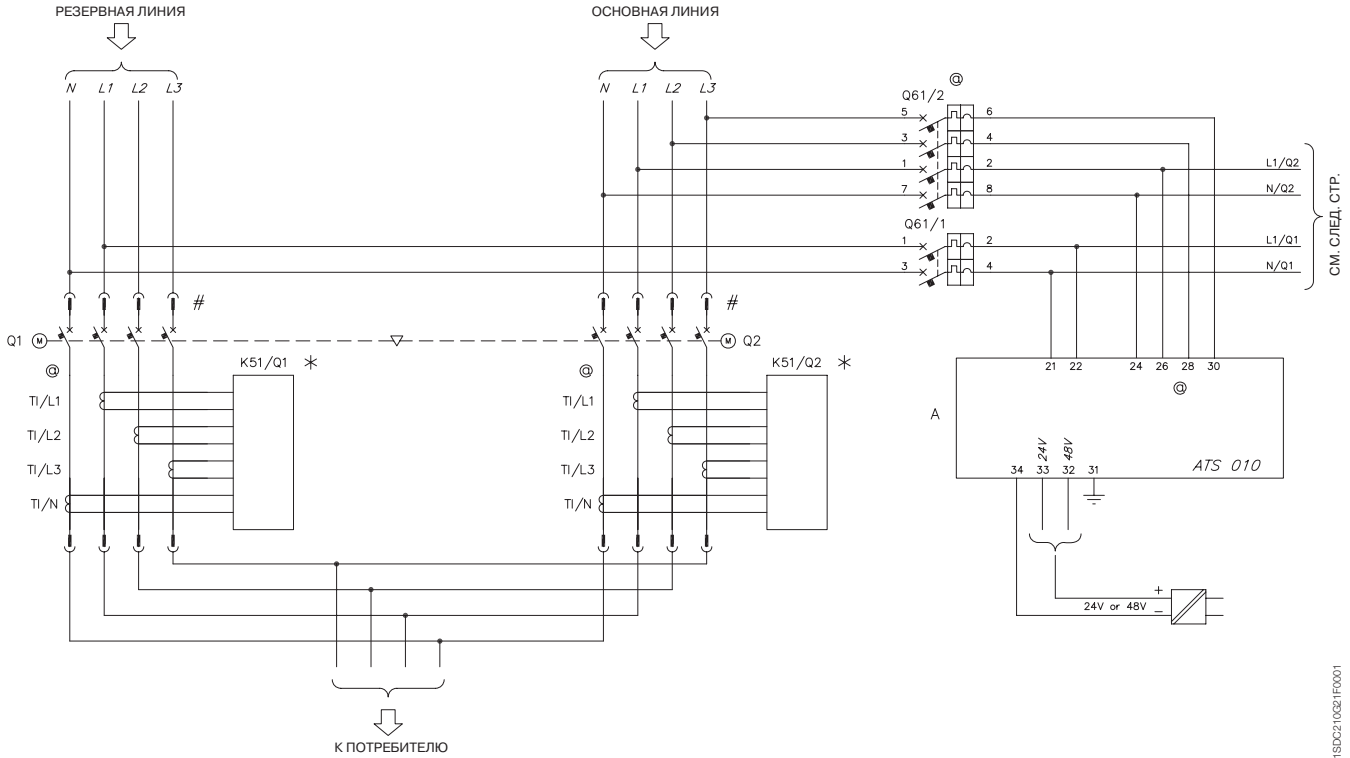 РЕЗЕРВНАЯ ЛИНИЯ
ОСНОВНАЯ ЛИНИЯ
N L1 L2 L3
N L1 L2 L3
@
Q61/2
5 6
3 4
1 2 L1/Q2
7 8 N/Q2
Q61/1
1 2 L1/Q1
3 4 N/Q1
СМ. СЛЕД. СТР.
#
#
Q1 M
M Q2
@
K51/Q1 *
@
K51/Q2 *
TI/L1
TI/L2
TI/L3
TI/N
TI/L1
TI/L2
TI/L3
TI/N
21 22 24 26 28 30
@
A
24V 48V
ATS 010
34 33 32 31
+
24V or 48V −
К ПОТРЕБИТЕЛЮ
1SDC210G21F0001